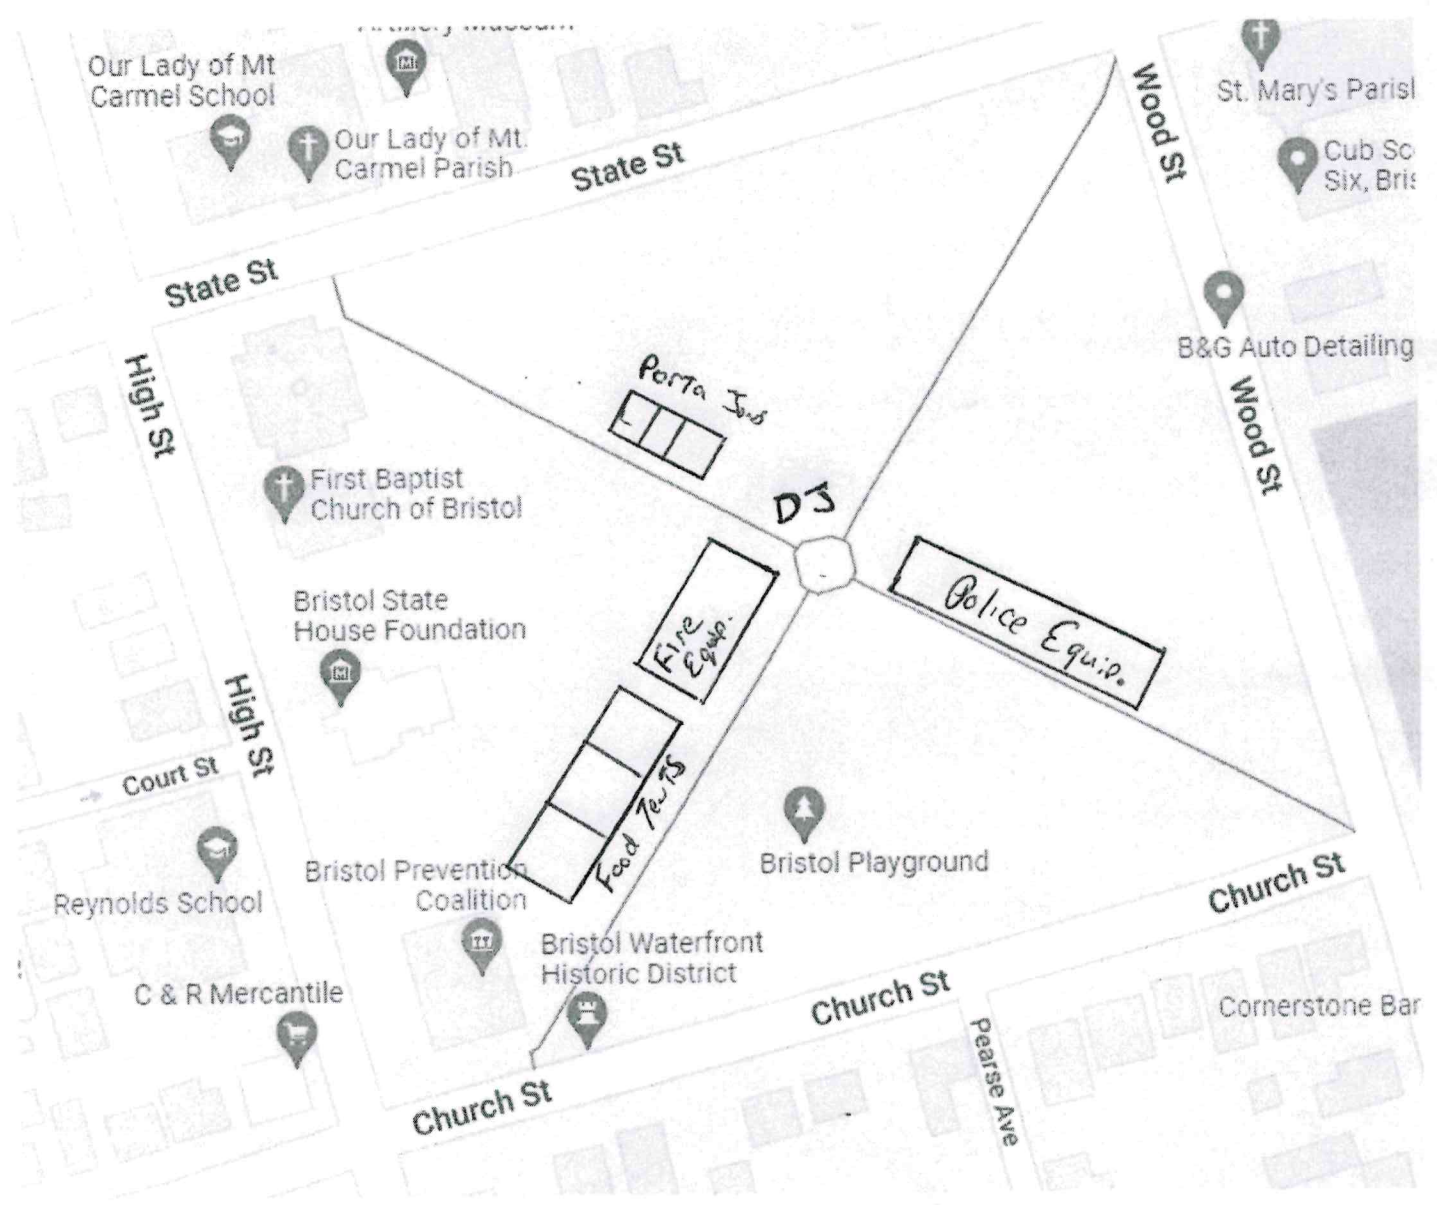 Artillery Museum
Our Lady of Mt
Carmel School
Our Lady of Mt.
Carmel Parish
State St
Wood St
St. Mary's Parish
Cub Sc
Six, Bris
State St
B&G Auto Detailing
High St
Porta Jons
Wood St
First Baptist
Church of Bristol
DJ
Police Equip.
Fire
Equip.
Bristol State
House Foundation
High St
Court St
Food Tents
Bristol Playground
Reynolds School
Bristol Prevention
Coalition
Church St
Bristol Waterfront
Historic District
C & R Mercantile
Church St
Cornerstone Bar
Pearse Ave
Church St